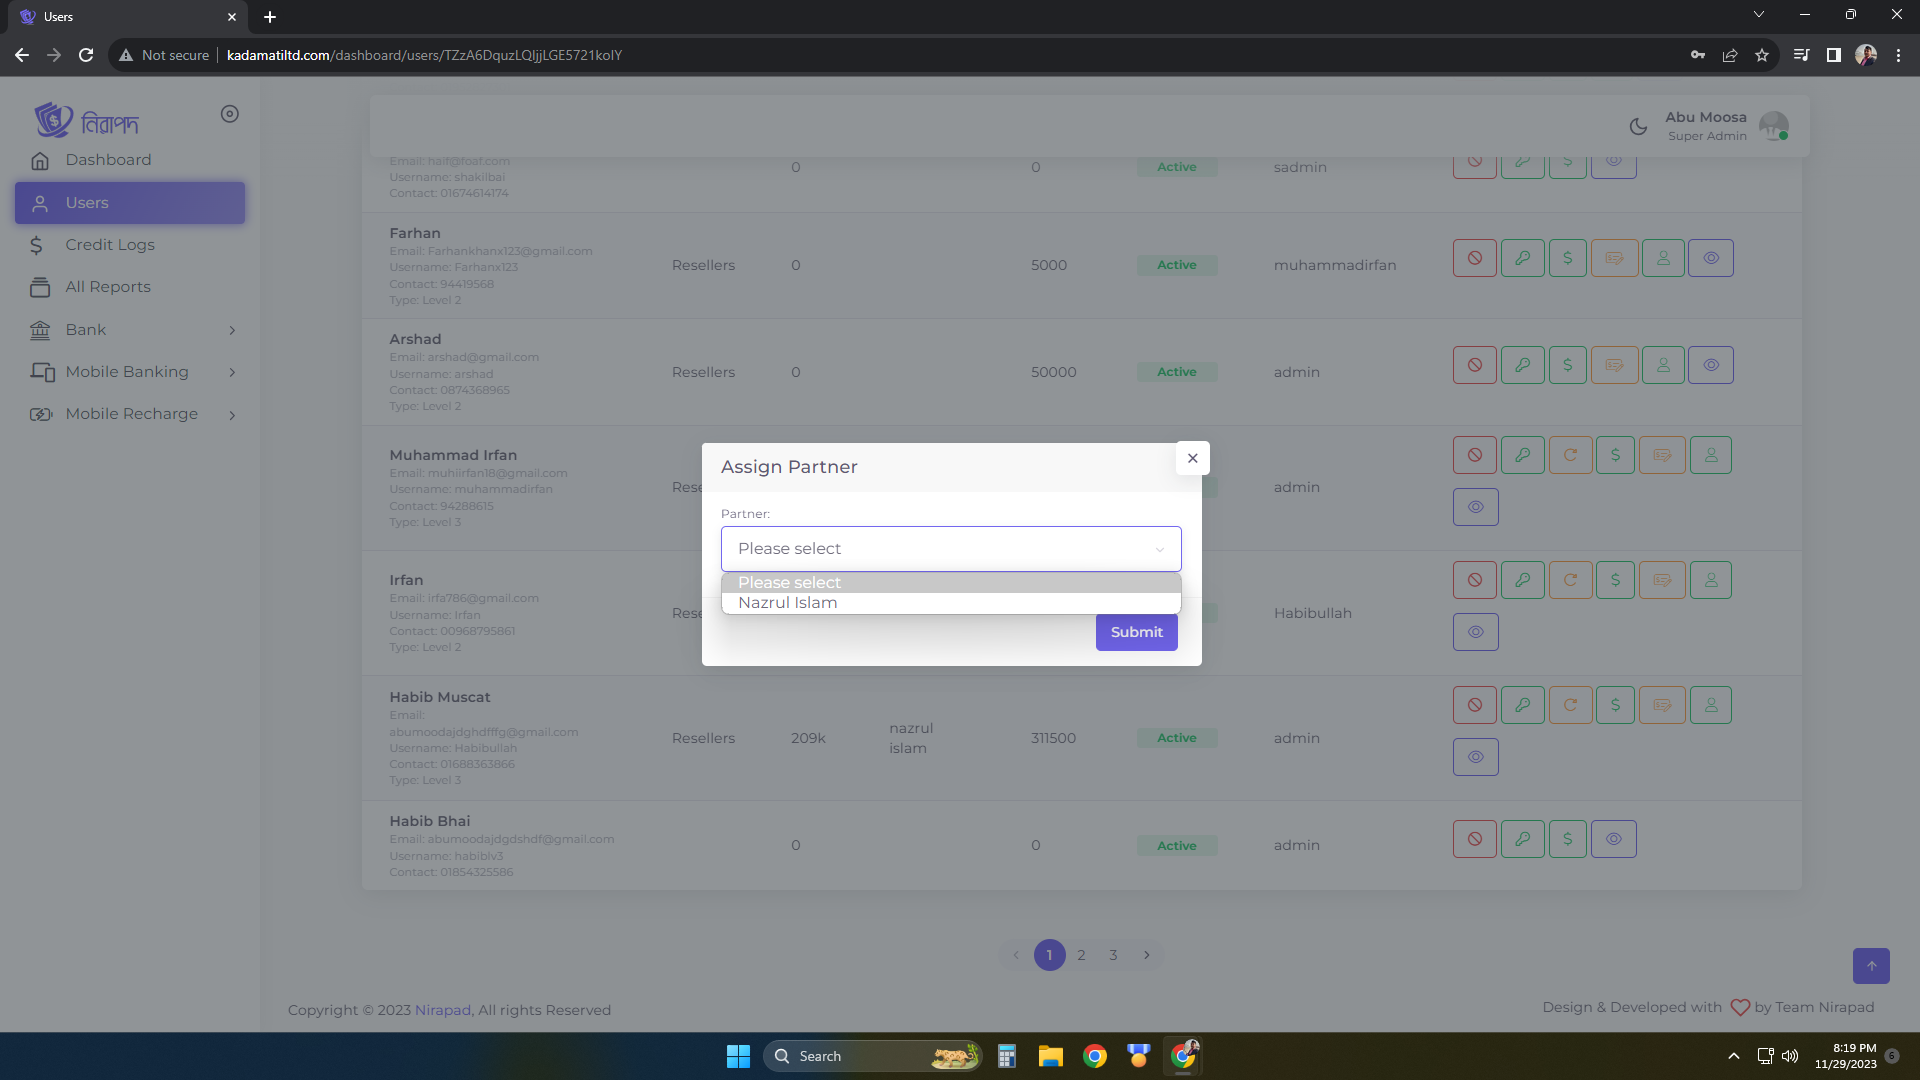 Users
Not secure
kadamatiltd.com/dashboard/users/TZzA6DquzLQIjjLGE5721kolY
নিরাপদ
Dashboard
Users
Credit Logs
All Reports
Bank
Mobile Banking
Mobile Recharge
Abu Moosa
Super Admin
Email: haif@foaf.com
Username: shakilbai
Contact: 01674614174
0 0 Active sadmin
Farhan
Email: Farhankhanx123@gmail.com
Username: Farhanx123
Contact: 94419568
Type: Level 2
Resellers 0 5000 Active muhammadirfan
Arshad
Email: arshad@gmail.com
Username: arshad
Contact: 0874368965
Type: Level 2
Resellers 0 50000 Active admin
Muhammad Irfan
Email: muhiirfan18@gmail.com
Username: muhammadirfan
Contact: 94288615
Type: Level 3
Rese admin
Assign Partner
Partner:
Please select
Please select
Nazrul Islam
Submit
Irfan
Email: irfa786@gmail.com
Username: Irfan
Contact: 00968795861
Type: Level 2
Rese Habibullah
Habib Muscat
Email:
abumoodajdghdfffg@gmail.com
Username: Habibullah
Contact: 01688363866
Type: Level 3
Resellers 209k nazrul
islam
311500 Active admin
Habib Bhai
Email: abumoodajdgdshdf@gmail.com
Username: habiblv3
Contact: 01854325586
0 0 Active admin
1 2 3
Copyright © 2023 Nirapad, All rights Reserved
Design & Developed with by Team Nirapad
Search
8:19 PM
11/29/2023
6